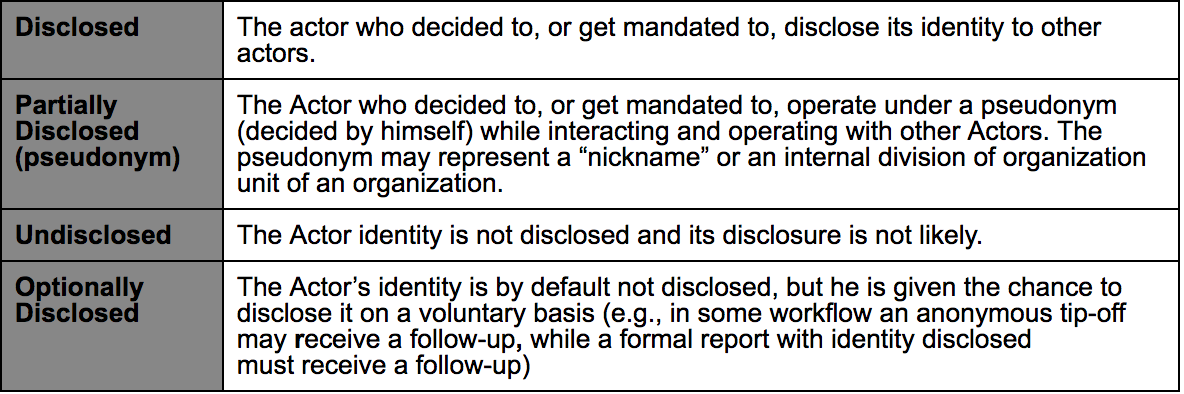 Disclosed
The actor who decided to, or get mandated to, disclose its identity to other
actors.
Partially
Disclosed
(pseudonym)
The Actor who decided to, or get mandated to, operate under a pseudonym
(decided by himself) while interacting and operating with other Actors. The
pseudonym may represent a “nickname” or an internal division of organization
unit of an organization.
Undisclosed
The Actor identity is not disclosed and its disclosure is not likely.
Optionally
Disclosed
The Actor’s identity is by default not disclosed, but he is given the chance to
disclose it on a voluntary basis (e.g., in some workflow an anonymous tip-off
may receive a follow-up, while a formal report with identity disclosed
must receive a follow-up)